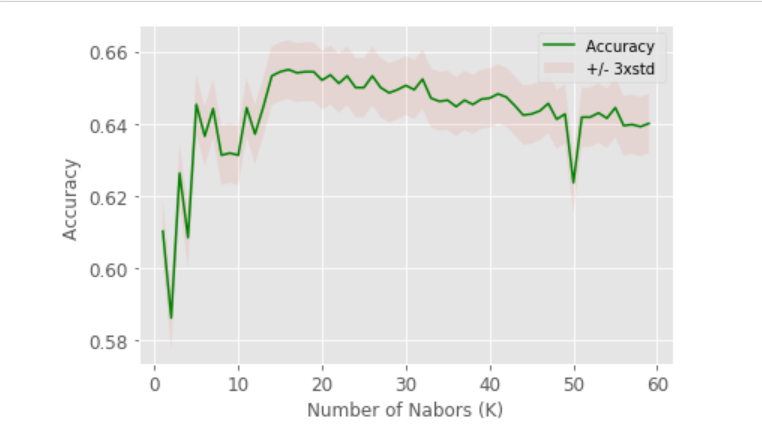 0.66
0.64
0.62
0.60
0.58
Accuracy
Accuracy
+/- 3xstd
0 10 20 30 40 50 60
Number of Nabors (K)